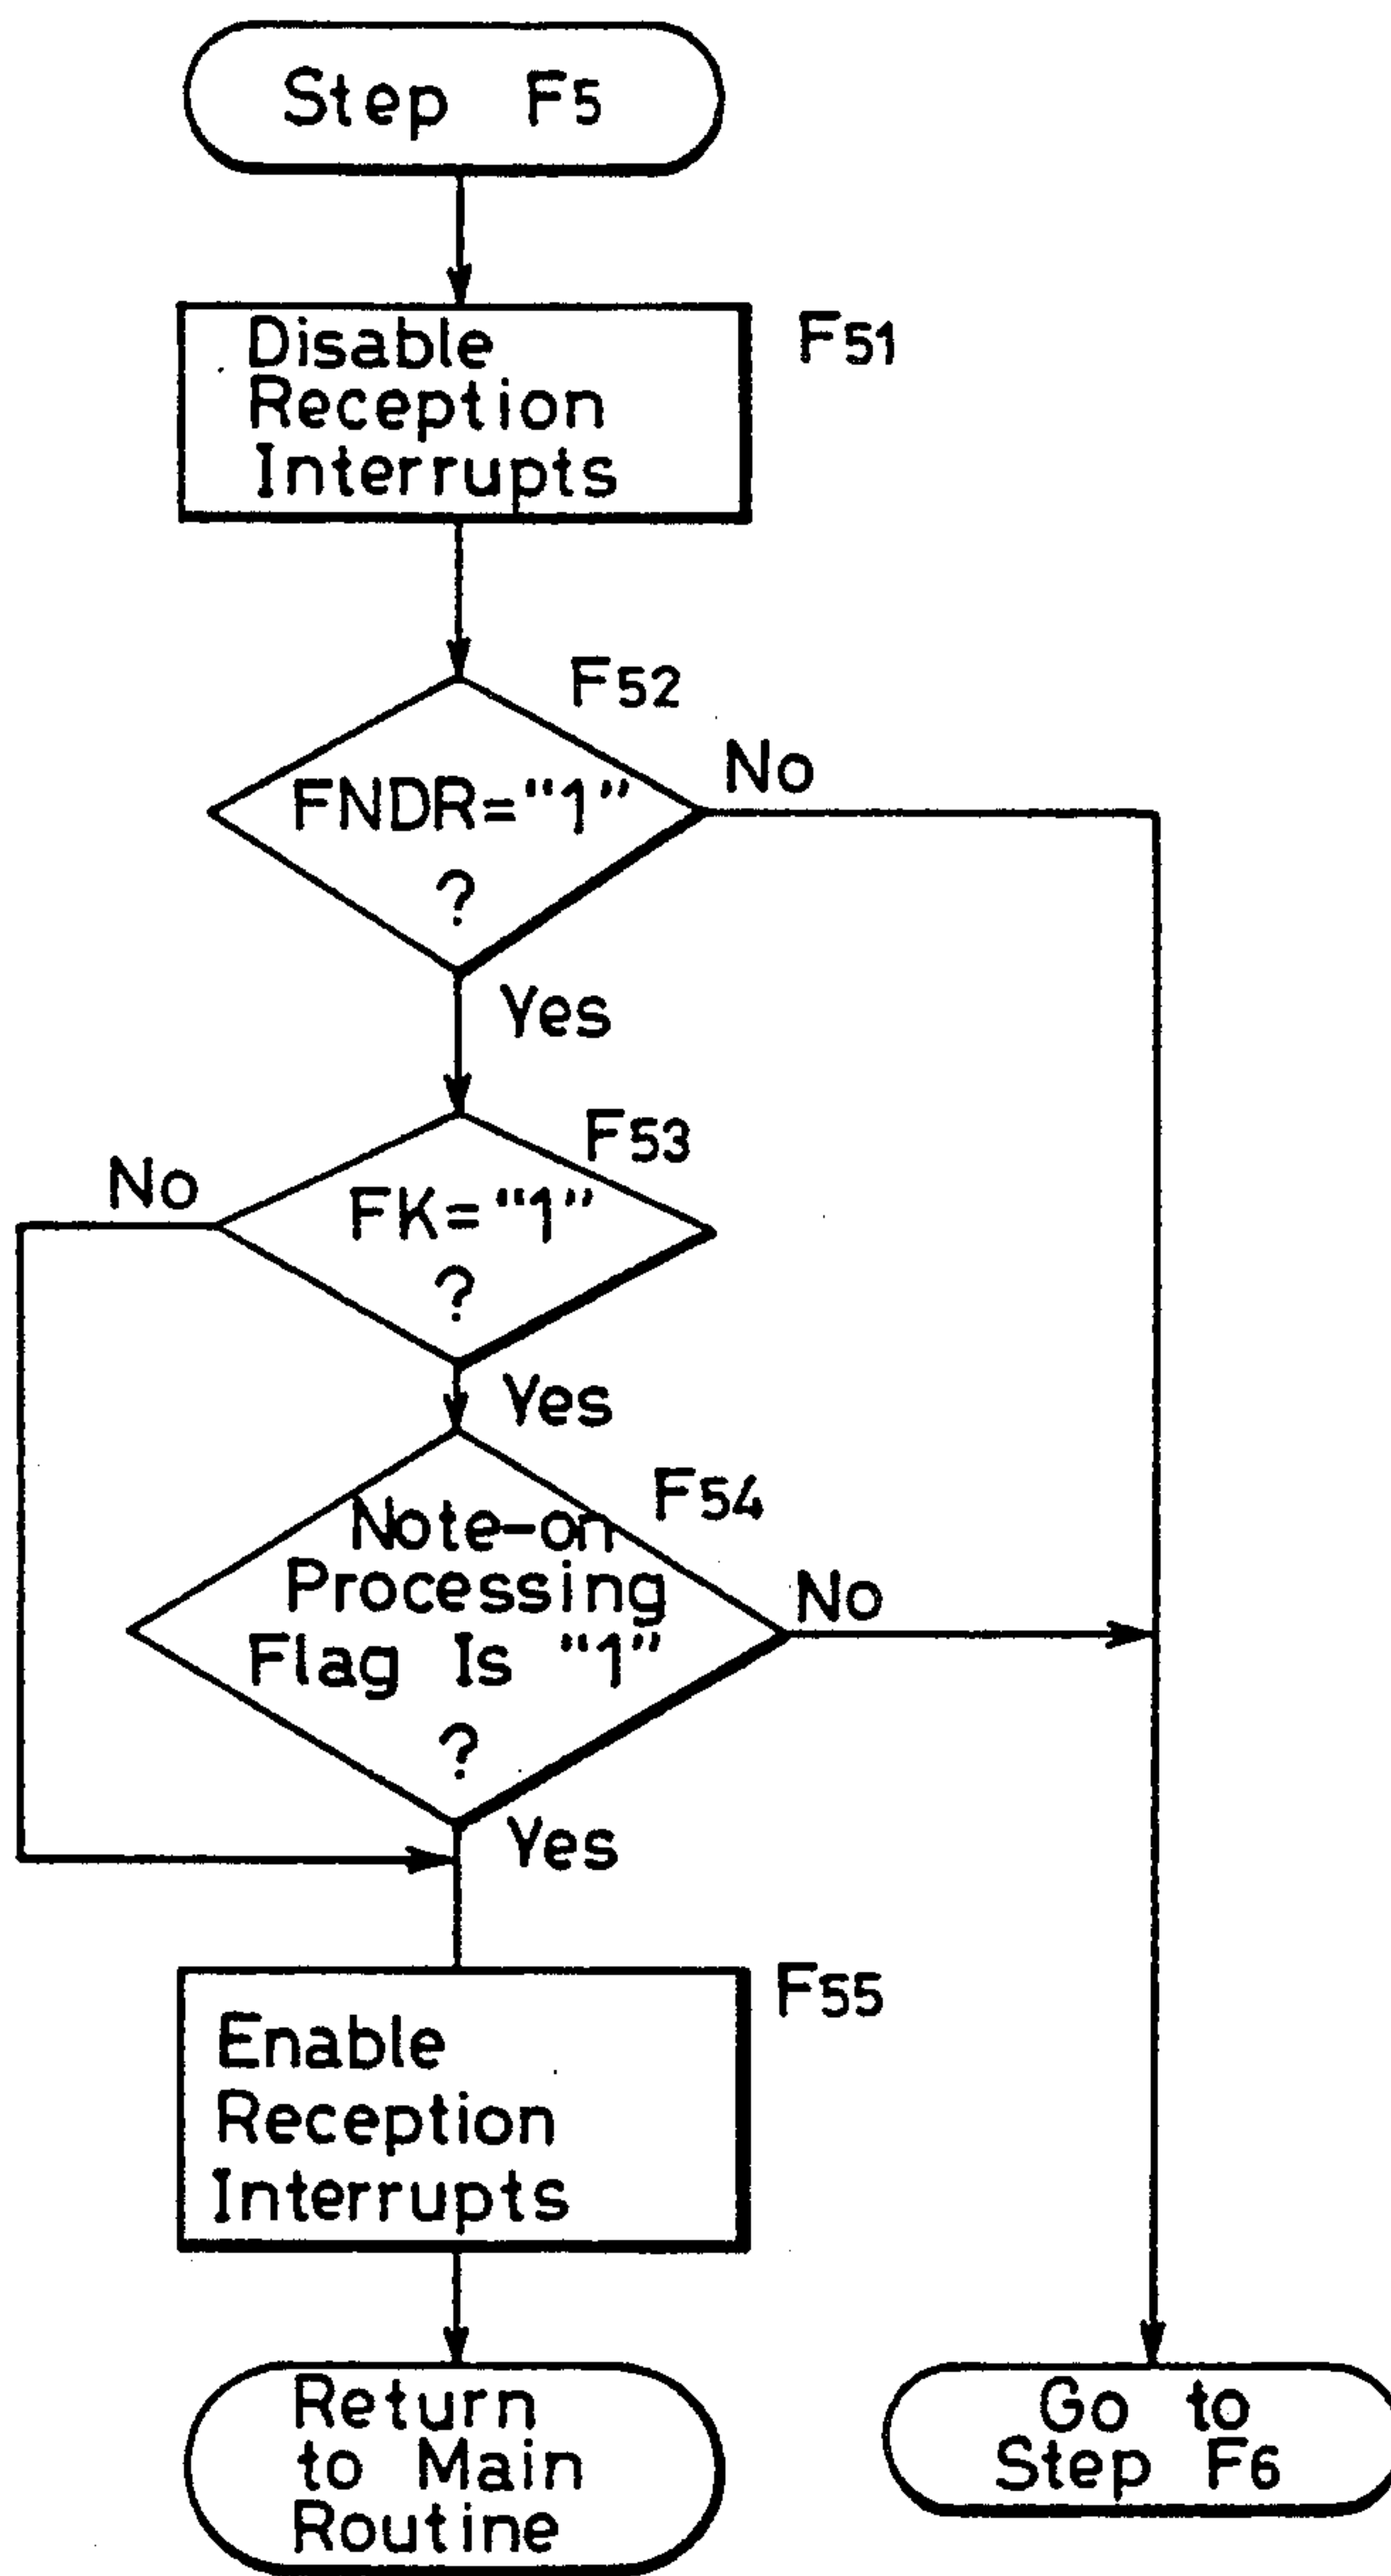 Step F5
Disable
Reception
Interrupts
F51
F52
FNDR="1"
?
No
Yes
F53
No
FK="1"
?
Yes
F54
Note-on
Processing
Flag Is "1"
?
No
Yes
F55
Enable
Reception
Interrupts
Return
to Main
Routine
Go to
Step F6